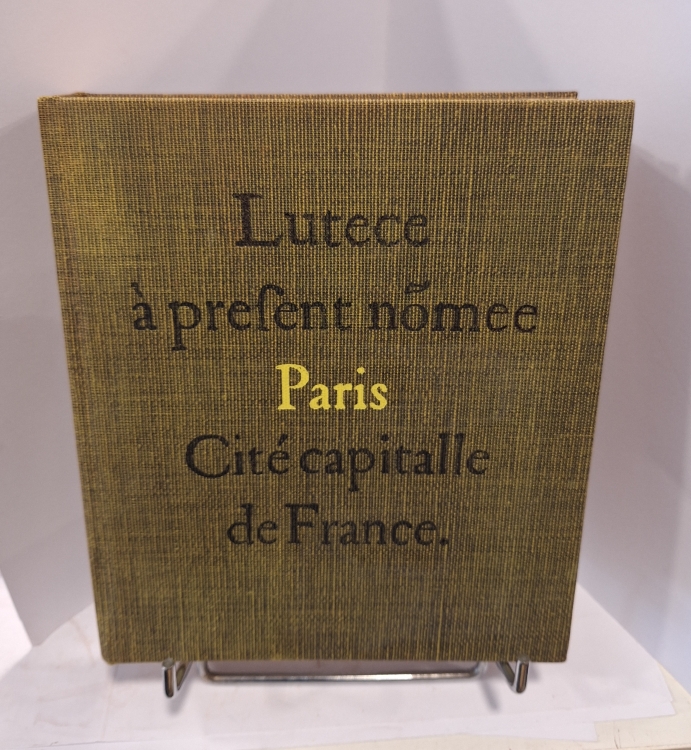 Lutece
à preſent nõmee
Paris
Cité capitalle
de France.